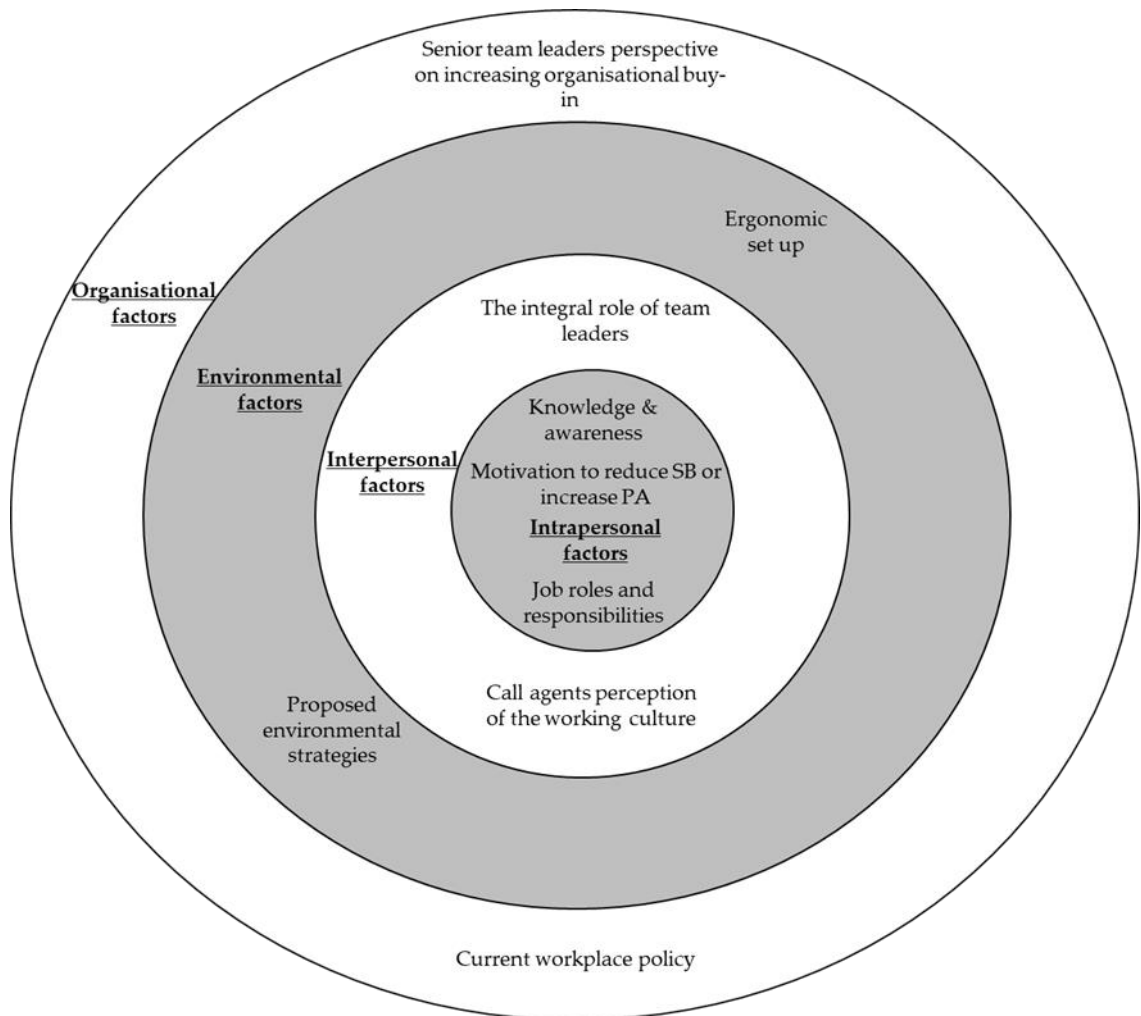 Senior team leaders perspective
on increasing organisational buy-
in
Ergonomic
set up
Organisational
factors
The integral role of team
leaders
Environmental
factors
Knowledge &
awareness
Interpersonal
factors
Motivation to reduce SB or
increase PA
Intrapersonal
factors
Job roles and
responsibilities
Call agents perception
of the working culture
Proposed
environmental
strategies
Current workplace policy